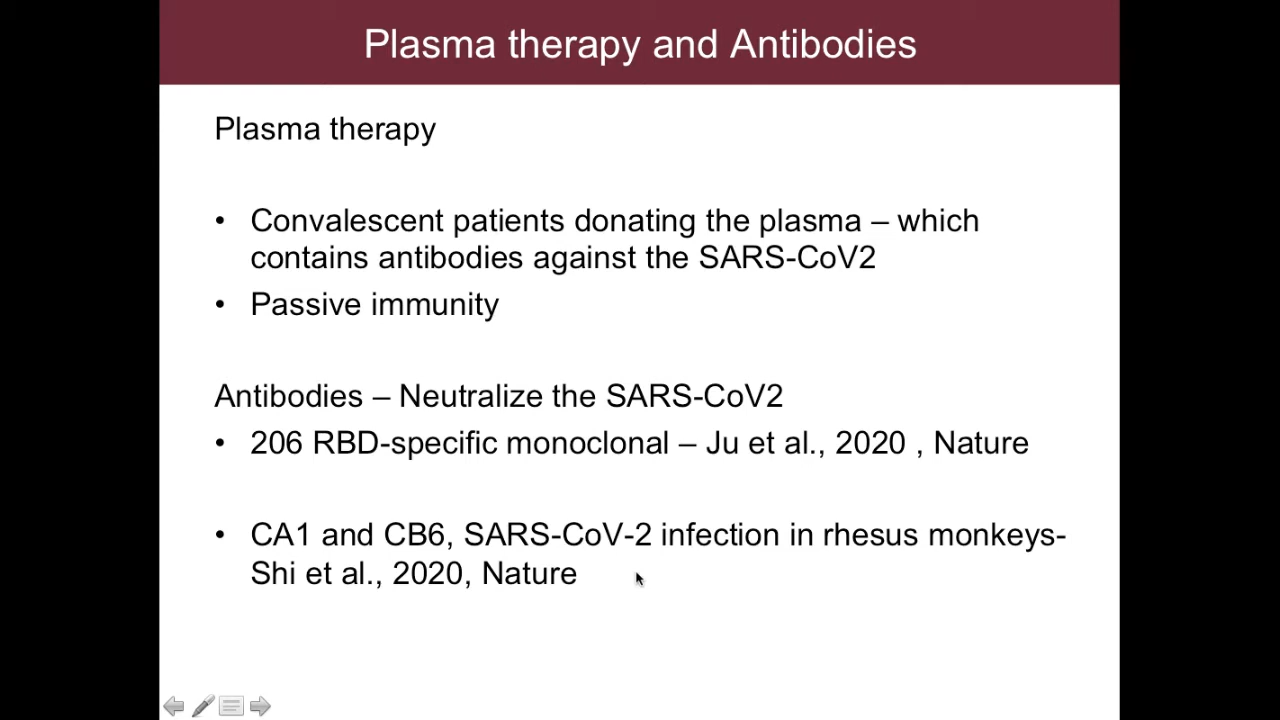 Plasma therapy and Antibodies
Plasma therapy
• Convalescent patients donating the plasma – which
contains antibodies against the SARS-CoV2
• Passive immunity
Antibodies – Neutralize the SARS-CoV2
• 206 RBD-specific monoclonal – Ju et al., 2020 , Nature
• CA1 and CB6, SARS-CoV-2 infection in rhesus monkeys-
Shi et al., 2020, Nature